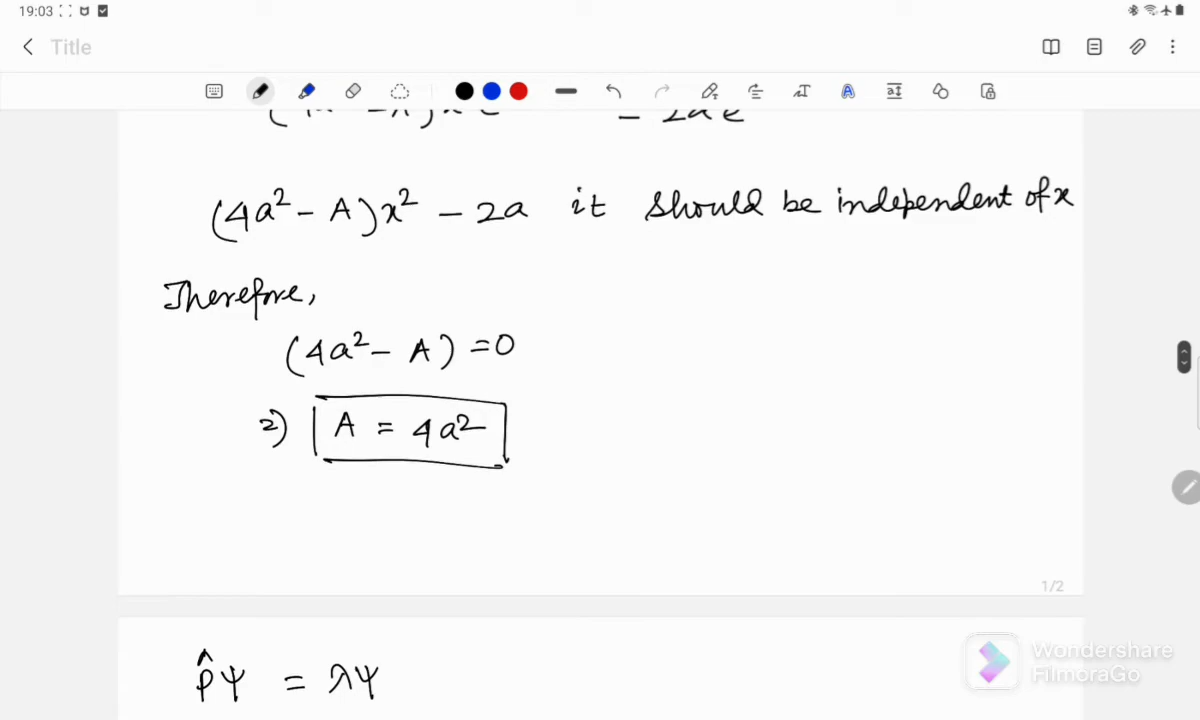 19:03
Title
(4a² - A)x² - 2a it should be independent of x
Therefore,
(4a² - A) = 0
2) A = 4a²
1/2
p̂ψ = λψ
Wondershare
FilmoraGo